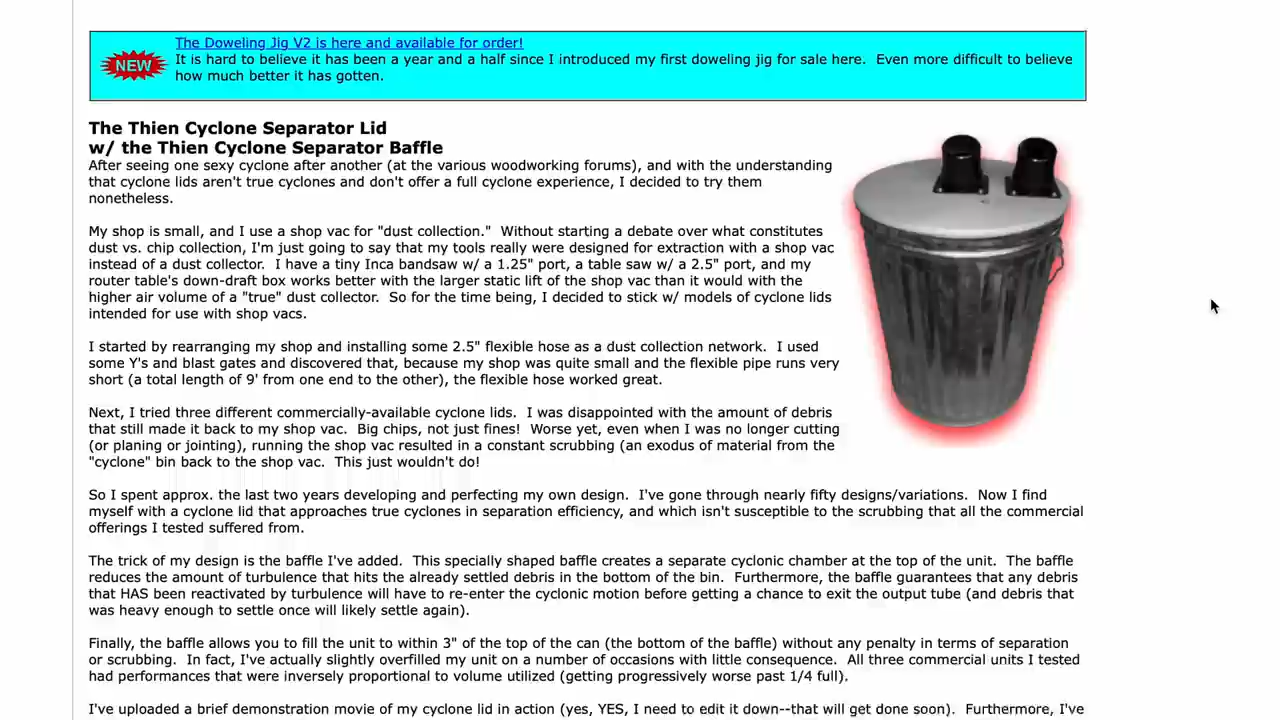 The Doweling Jig V2 is here and available for order!
NEW
It is hard to believe it has been a year and a half since I introduced my first doweling jig for sale here.  Even more difficult to believe
how much better it has gotten.
The Thien Cyclone Separator Lid
w/ the Thien Cyclone Separator Baffle
After seeing one sexy cyclone after another (at the various woodworking forums), and with the understanding
that cyclone lids aren't true cyclones and don't offer a full cyclone experience, I decided to try them
nonetheless.
My shop is small, and I use a shop vac for "dust collection."  Without starting a debate over what constitutes
dust vs. chip collection, I'm just going to say that my tools really were designed for extraction with a shop vac
instead of a dust collector.  I have a tiny Inca bandsaw w/ a 1.25" port, a table saw w/ a 2.5" port, and my
router table's down-draft box works better with the larger static lift of the shop vac than it would with the
higher air volume of a "true" dust collector.  So for the time being, I decided to stick w/ models of cyclone lids
intended for use with shop vacs.
I started by rearranging my shop and installing some 2.5" flexible hose as a dust collection network.  I used
some Y's and blast gates and discovered that, because my shop was quite small and the flexible pipe runs very
short (a total length of 9' from one end to the other), the flexible hose worked great.
Next, I tried three different commercially-available cyclone lids.  I was disappointed with the amount of debris
that still made it back to my shop vac.  Big chips, not just fines!  Worse yet, even when I was no longer cutting
(or planing or jointing), running the shop vac resulted in a constant scrubbing (an exodus of material from the
"cyclone" bin back to the shop vac.  This just wouldn't do!
So I spent approx. the last two years developing and perfecting my own design.  I've gone through nearly fifty designs/variations.  Now I find
myself with a cyclone lid that approaches true cyclones in separation efficiency, and which isn't susceptible to the scrubbing that all the commercial
offerings I tested suffered from.
The trick of my design is the baffle I've added.  This specially shaped baffle creates a separate cyclonic chamber at the top of the unit.  The baffle
reduces the amount of turbulence that hits the already settled debris in the bottom of the bin.  Furthermore, the baffle guarantees that any debris
that HAS been reactivated by turbulence will have to re-enter the cyclonic motion before getting a chance to exit the output tube (and debris that
was heavy enough to settle once will likely settle again).
Finally, the baffle allows you to fill the unit to within 3" of the top of the can (the bottom of the baffle) without any penalty in terms of separation
or scrubbing.  In fact, I've actually slightly overfilled my unit on a number of occasions with little consequence.  All three commercial units I tested
had performances that were inversely proportional to volume utilized (getting progressively worse past 1/4 full).
I've uploaded a brief demonstration movie of my cyclone lid in action (yes, YES, I need to edit it down--that will get done soon).  Furthermore, I've